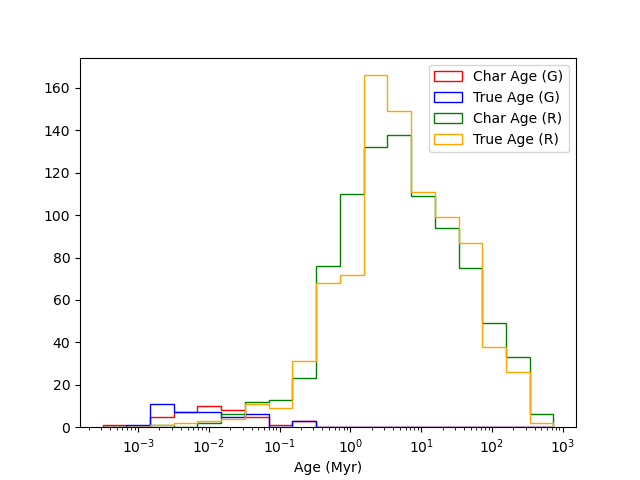 Char Age (G)
True Age (G)
Char Age (R)
True Age (R)
160
140
120
100
80
60
40
20
0
10⁻³ 10⁻² 10⁻¹ 10⁰ 10¹ 10² 10³
Age (Myr)